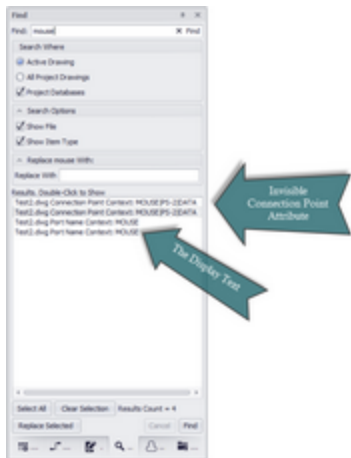 Find
Find: mouse
Find
Search Where
Active Drawing
All Project Drawings
Project Databases
Search Options
Show File
Show Item Type
Replace mouse With:
Replace With
Results, Double-Click to Show
Test2.dwg Connection Point Context: MOUSE|PS-2|DATA
Test2.dwg Connection Point Context: MOUSE|PS-2|DATA
Test2.dwg Port Name Context: MOUSE
Test2.dwg Port Name Context: MOUSE
Invisible
Connection Point
Attribute
The Display Text
Select All
Clear Selection
Results Count = 4
Replace Selected
Cancel
Find